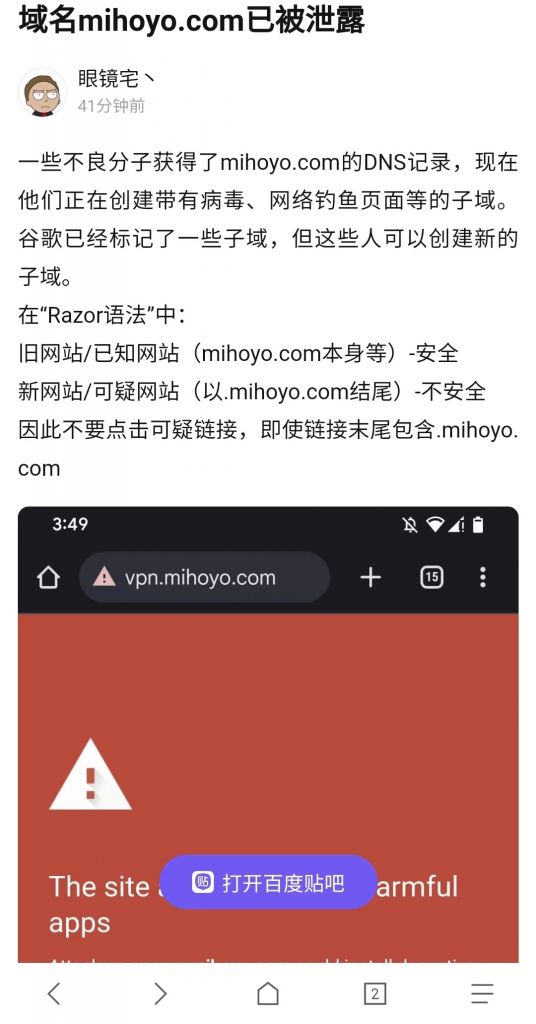 域名mihoyo.com已被泄露
眼镜宅丶
41分钟前
一些不良分子获得了mihoyo.com的DNS记录，现在
他们正在创建带有病毒、网络钓鱼页面等的子域。
谷歌已经标记了一些子域，但这些人可以创建新的
子域。
在“Razor语法”中：
旧网站/已知网站（mihoyo.com本身等）-安全
新网站/可疑网站（以.mihoyo.com结尾）-不安全
因此不要点击可疑链接，即使链接末尾包含.mihoyo.
com
3:49
vpn.mihoyo.com
15
The site
贴 打开百度贴吧
armful
apps
2